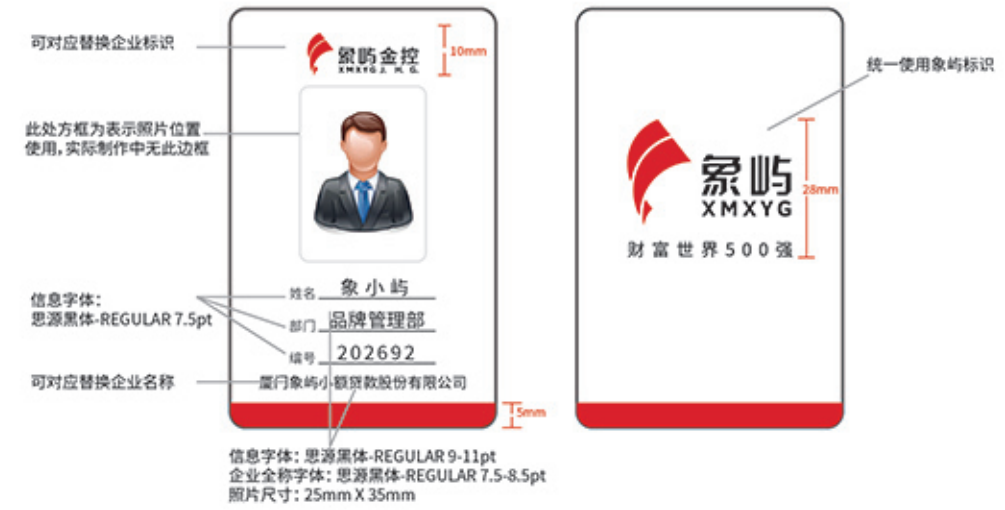 可对应替换企业标识
象屿金控
XMXYG J. H. G.
10mm
此处方框为表示照片位置
使用,实际制作中无此边框
信息字体:
思源黑体-REGULAR 7.5pt
姓名 象小屿
部门 品牌管理部
编号 202692
可对应替换企业名称
厦门象屿小额贷款股份有限公司
5mm
信息字体: 思源黑体-REGULAR 9-11pt
企业全称字体: 思源黑体-REGULAR 7.5-8.5pt
照片尺寸: 25mm X 35mm
统一使用象屿标识
象屿
XMXYG
28mm
财富世界500强